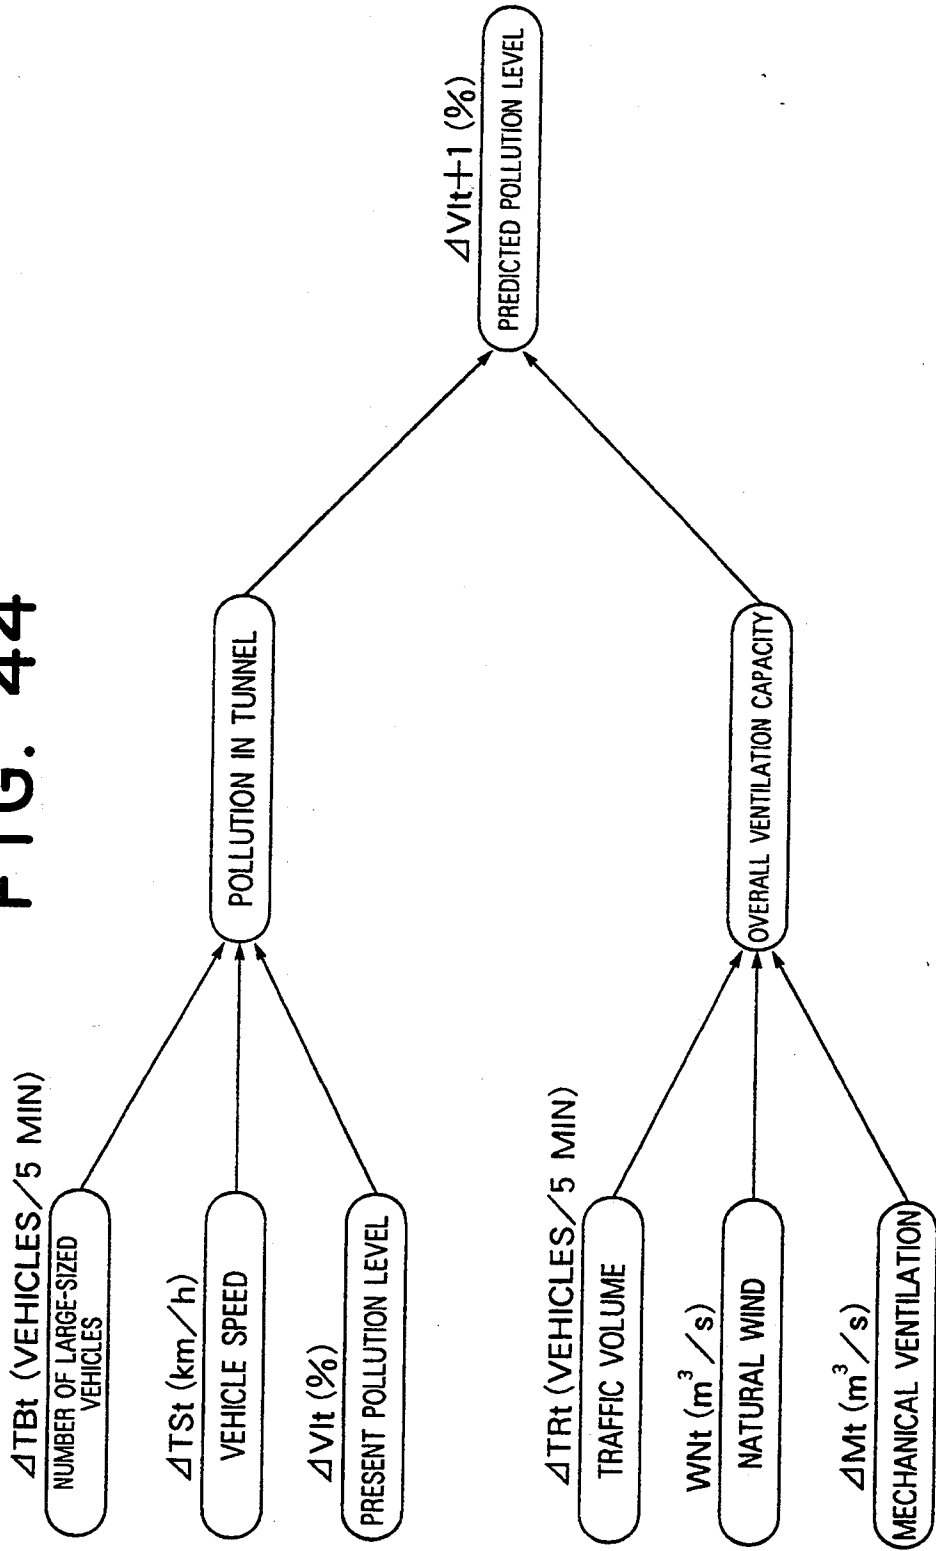 FIG. 44
ΔTBt (VEHICLES/5 MIN)
NUMBER OF LARGE-SIZED
VEHICLES
ΔTSt (km/h)
VEHICLE SPEED
ΔVIt (%)
PRESENT POLLUTION LEVEL
ΔTRt (VEHICLES/5 MIN)
TRAFFIC VOLUME
WNt (m³/s)
NATURAL WIND
ΔMt (m³/s)
MECHANICAL VENTILATION
POLLUTION IN TUNNEL
OVERALL VENTILATION CAPACITY
ΔVIt+1 (%)
PREDICTED POLLUTION LEVEL